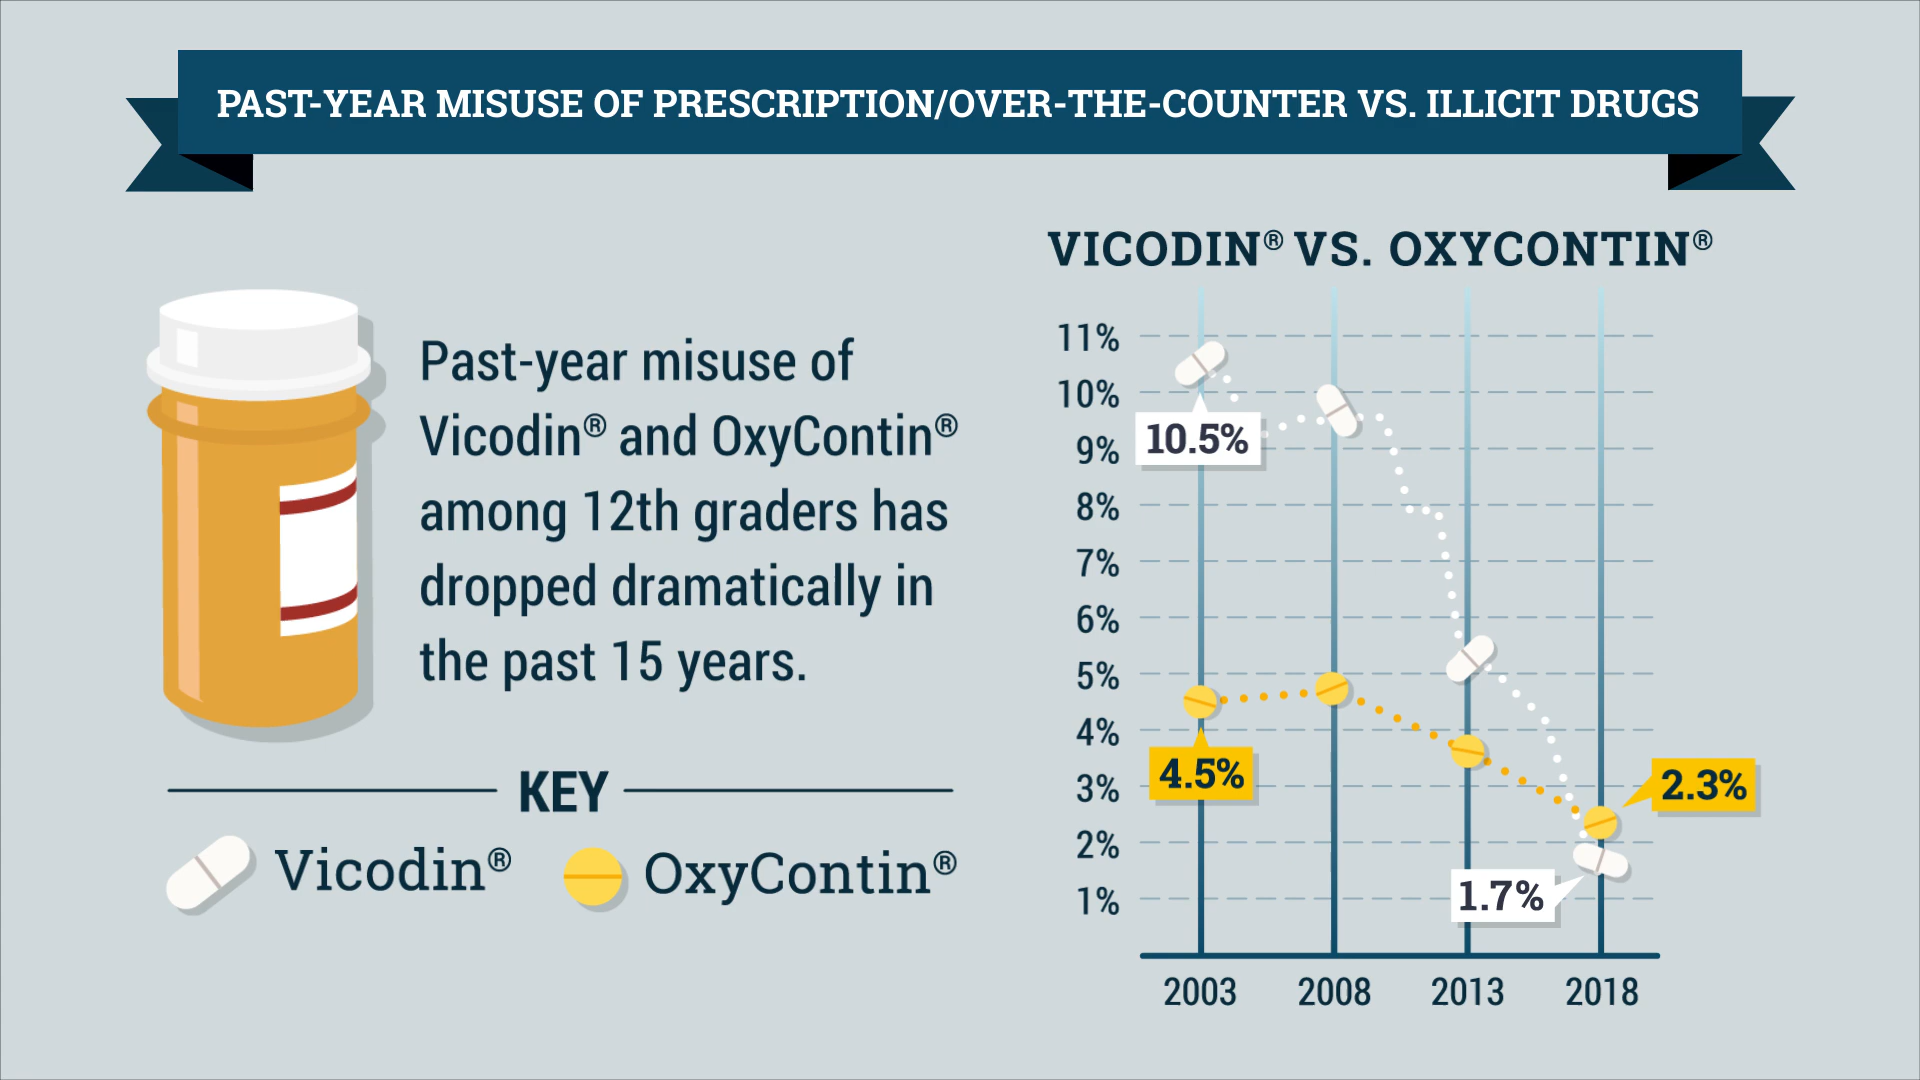 PAST-YEAR MISUSE OF PRESCRIPTION/OVER-THE-COUNTER VS. ILLICIT DRUGS
Past-year misuse of
Vicodin® and OxyContin®
among 12th graders has
dropped dramatically in
the past 15 years.
KEY
Vicodin® OxyContin®
VICODIN® VS. OXYCONTIN®
11%
10%
10.5%
9%
8%
7%
6%
5%
4%
4.5%
3%
2.3%
2%
1%
1.7%
2003 2008 2013 2018